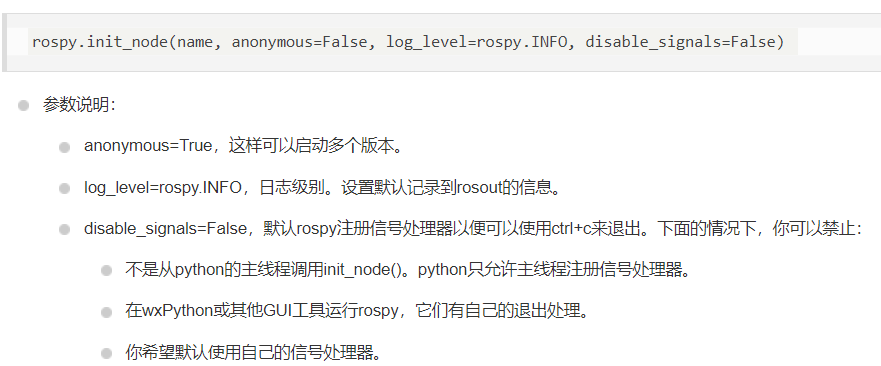 rospy.init_node(name, anonymous=False, log_level=rospy.INFO, disable_signals=False)
参数说明：
anonymous=True，这样可以启动多个版本。
log_level=rospy.INFO，日志级别。设置默认记录到rosout的信息。
disable_signals=False，默认rospy注册信号处理器以便可以使用ctrl+c来退出。下面的情况下，你可以禁止：
不是从python的主线程调用init_node()。python只允许主线程注册信号处理器。
在wxPython或其他GUI工具运行rospy，它们有自己的退出处理。
你希望默认使用自己的信号处理器。